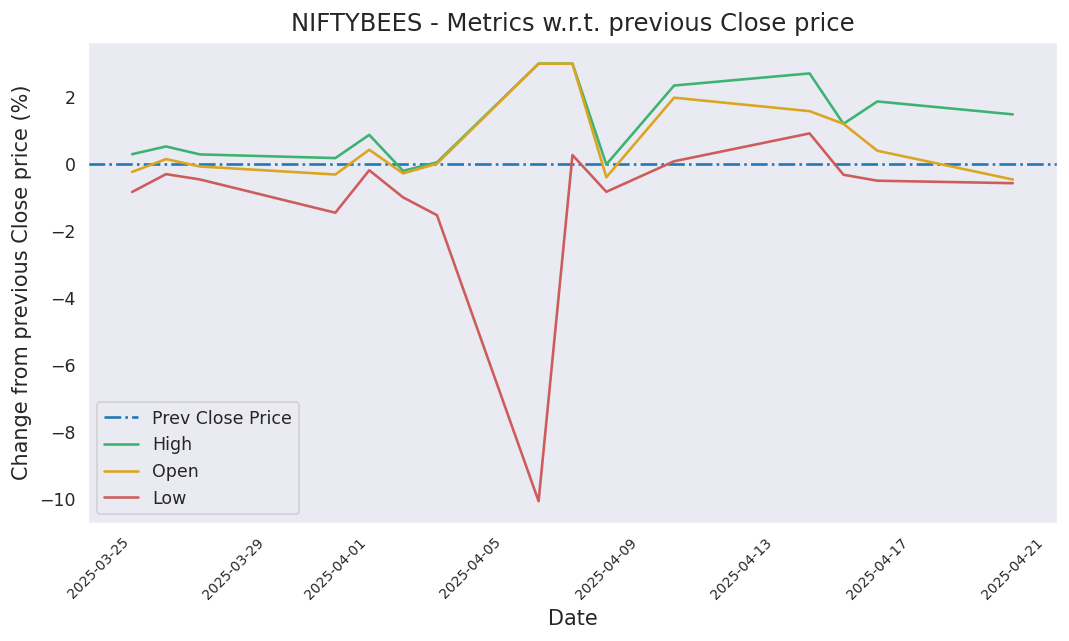 NIFTYBEES - Metrics w.r.t. previous Close price
Change from previous Close price (%)
2
0
−2
−4
−6
−8
−10
Prev Close Price
High
Open
Low
2025-03-25
2025-03-29
2025-04-01
2025-04-05
2025-04-09
2025-04-13
2025-04-17
2025-04-21
Date